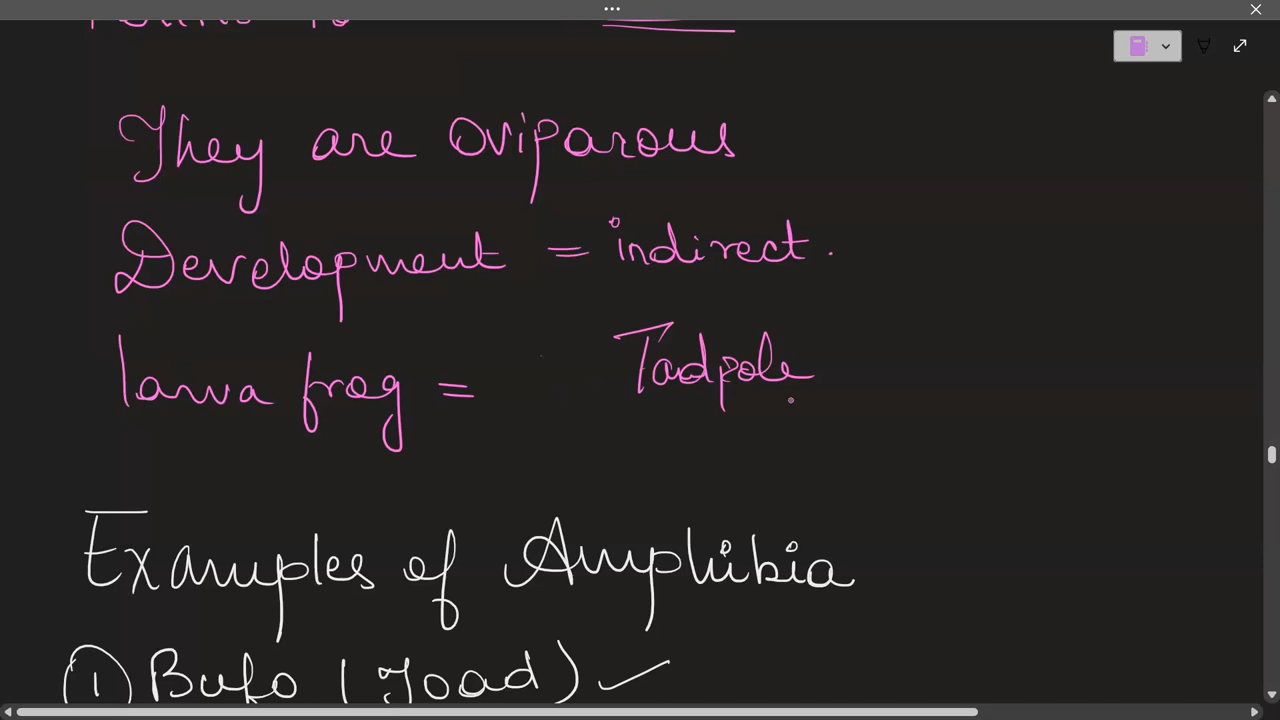 They are oviparous
Development = indirect.
larva frog = Tadpole
Examples of Amphibia
1 Bufo (Toad) ✓